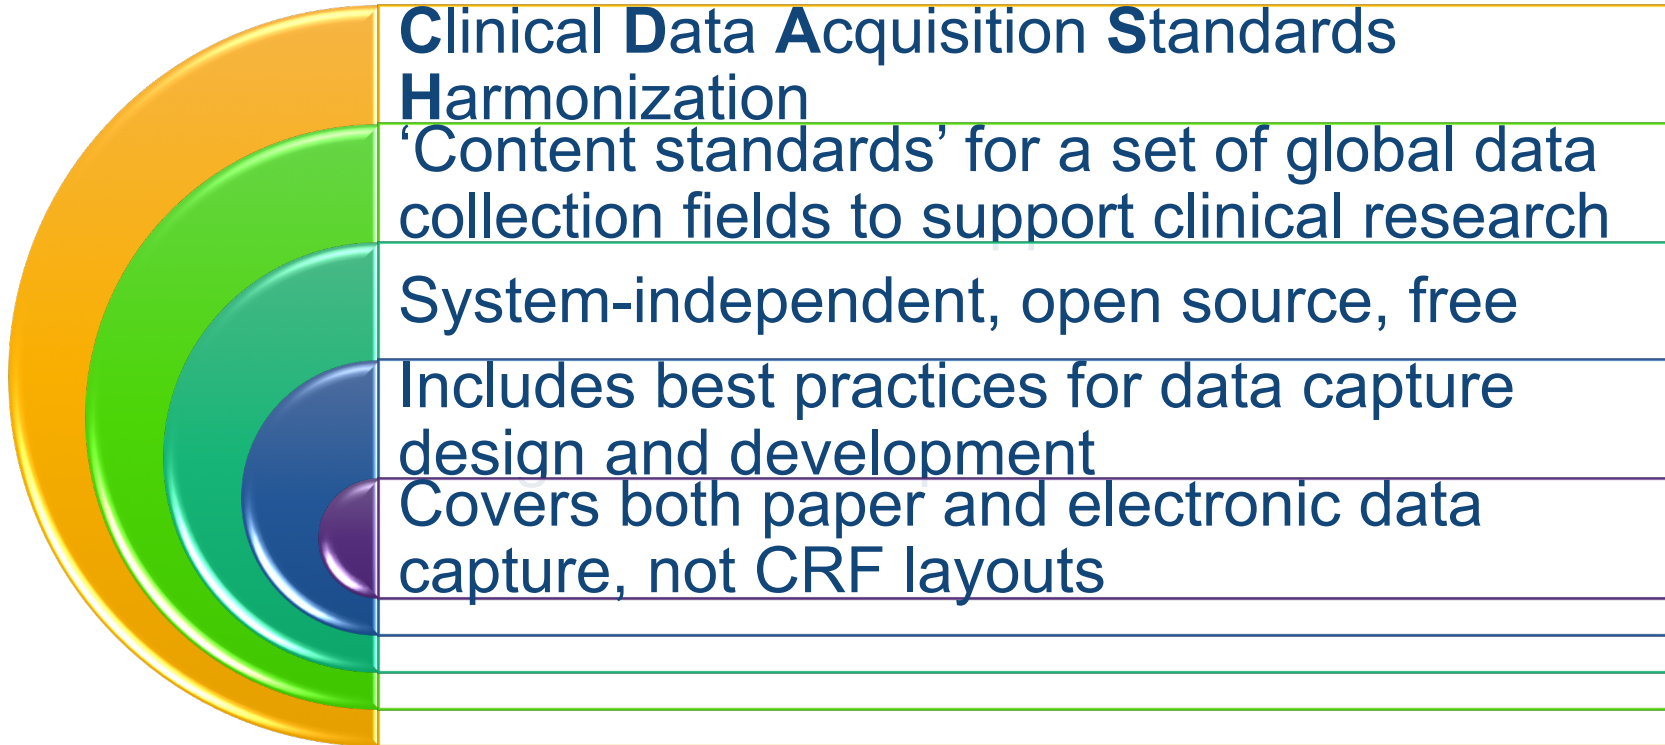 Clinical Data Acquisition Standards
Harmonization
‘Content standards’ for a set of global data
collection fields to support clinical research
System-independent, open source, free
Includes best practices for data capture
design and development
Covers both paper and electronic data
capture, not CRF layouts